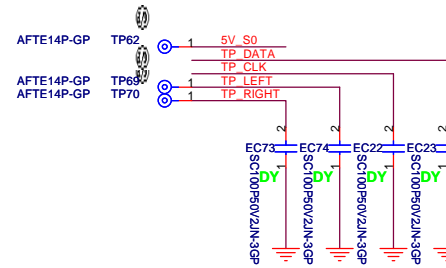 AFTE14P-GP TP62 1 5V_S0
TP_DATA
TP_CLK
AFTE14P-GP TP69 1 TP_LEFT
AFTE14P-GP TP70 1 TP_RIGHT
2 2 2 2
EC73 EC74 EC22 EC23
1 1 1 1
DY DY DY DY
SC100P50V2JN-3GP
SC100P50V2JN-3GP
SC100P50V2JN-3GP
SC100P50V2JN-3GP